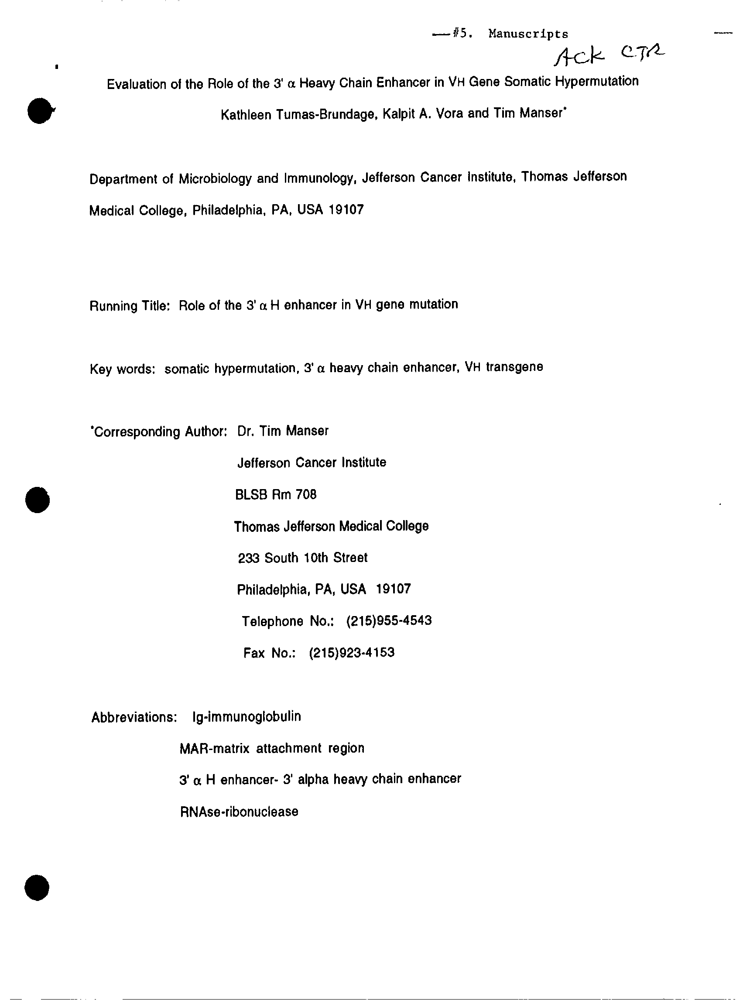 —#5. Manuscripts
Ack CTR
Evaluation of the Role of the 3' α Heavy Chain Enhancer in VH Gene Somatic Hypermutation
Kathleen Tumas-Brundage, Kalpit A. Vora and Tim Manser*
Department of Microbiology and Immunology, Jefferson Cancer Institute, Thomas Jefferson
Medical College, Philadelphia, PA, USA 19107
Running Title: Role of the 3' α H enhancer in VH gene mutation
Key words: somatic hypermutation, 3' α heavy chain enhancer, VH transgene
*Corresponding Author: Dr. Tim Manser
Jefferson Cancer Institute
BLSB Rm 708
Thomas Jefferson Medical College
233 South 10th Street
Philadelphia, PA, USA 19107
Telephone No.: (215)955-4543
Fax No.: (215)923-4153
Abbreviations: Ig-immunoglobulin
MAR-matrix attachment region
3' α H enhancer- 3' alpha heavy chain enhancer
RNAse-ribonuclease